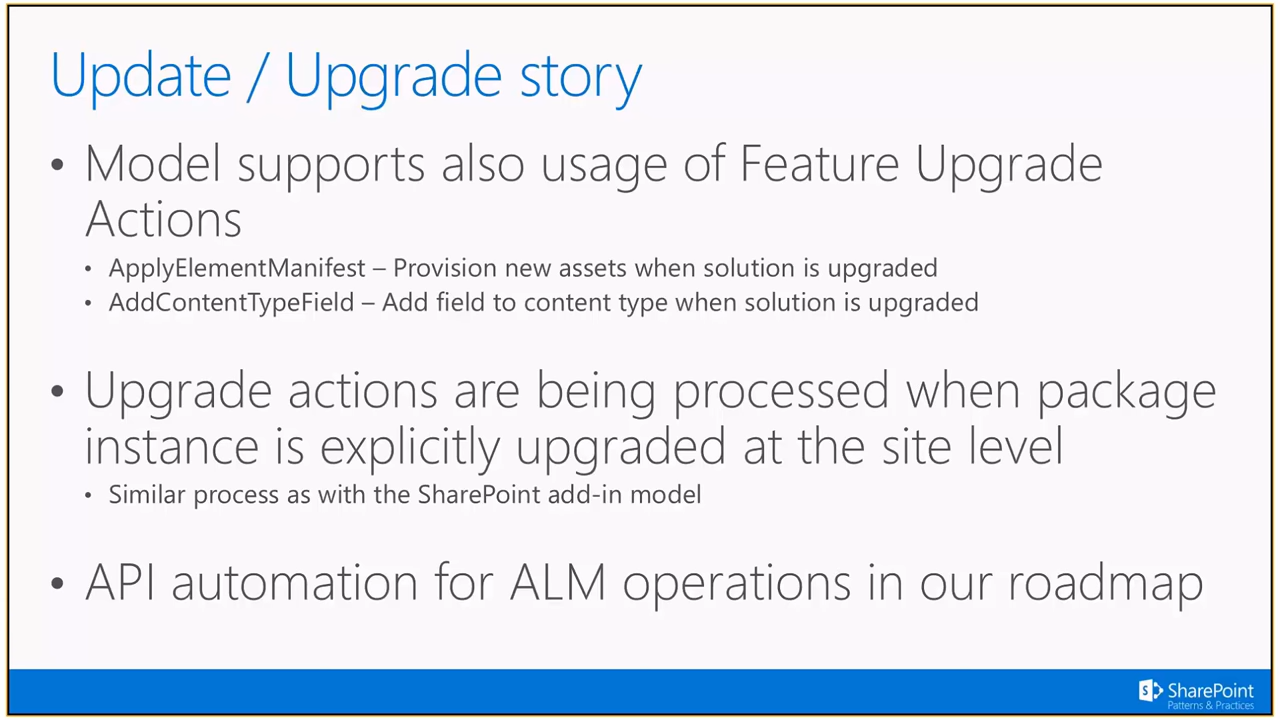 Update / Upgrade story
• Model supports also usage of Feature Upgrade
Actions
• ApplyElementManifest – Provision new assets when solution is upgraded
• AddContentTypeField – Add field to content type when solution is upgraded
• Upgrade actions are being processed when package
instance is explicitly upgraded at the site level
• Similar process as with the SharePoint add-in model
• API automation for ALM operations in our roadmap
S
SharePoint
Patterns & Practices